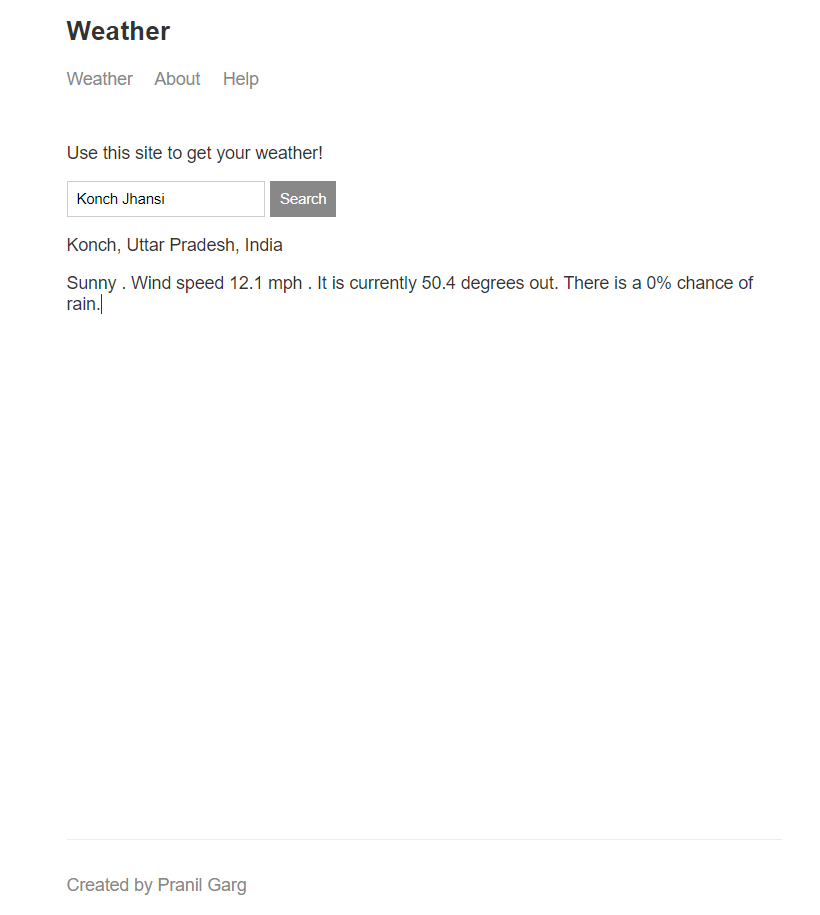 Weather
Weather About Help
Use this site to get your weather!
Konch Jhansi Search
Konch, Uttar Pradesh, India
Sunny . Wind speed 12.1 mph . It is currently 50.4 degrees out. There is a 0% chance of
rain.
Created by Pranil Garg